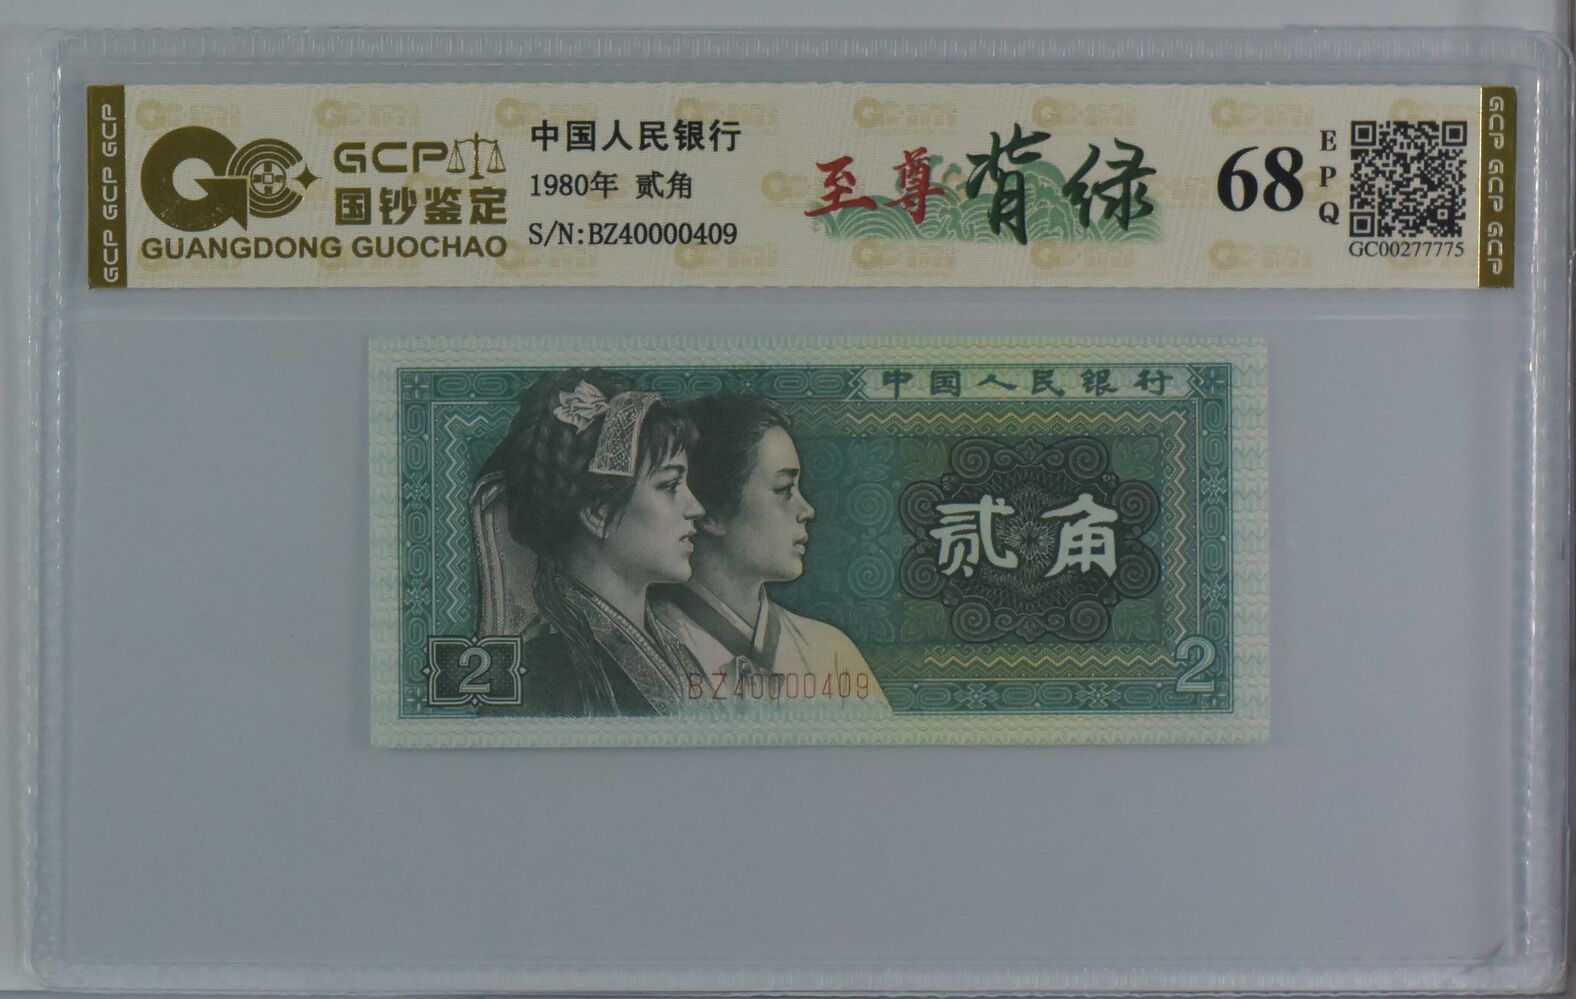 GCP GCP GCP
GC
GCP
国钞鉴定
GUANGDONG GUOCHAO
中国人民银行
1980年 贰角
S/N:BZ40000409
至尊背绿
68
EPQ
GC00277775
GCP GCP GCP
中国人民银行
贰角
2
BZ40000409
2